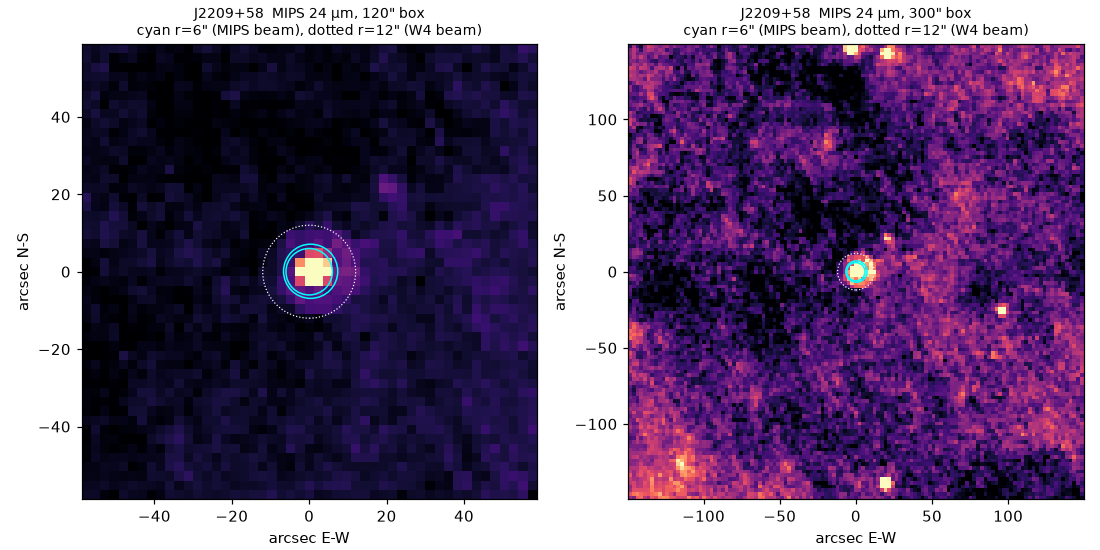 J2209+58 MIPS 24 μm, 120" box
cyan r=6" (MIPS beam), dotted r=12" (W4 beam)
40
20
0
−20
−40
arcsec N-S
−40
−20
0
20
40
arcsec E-W
J2209+58 MIPS 24 μm, 300" box
cyan r=6" (MIPS beam), dotted r=12" (W4 beam)
100
50
0
−50
−100
arcsec N-S
−100
−50
0
50
100
arcsec E-W